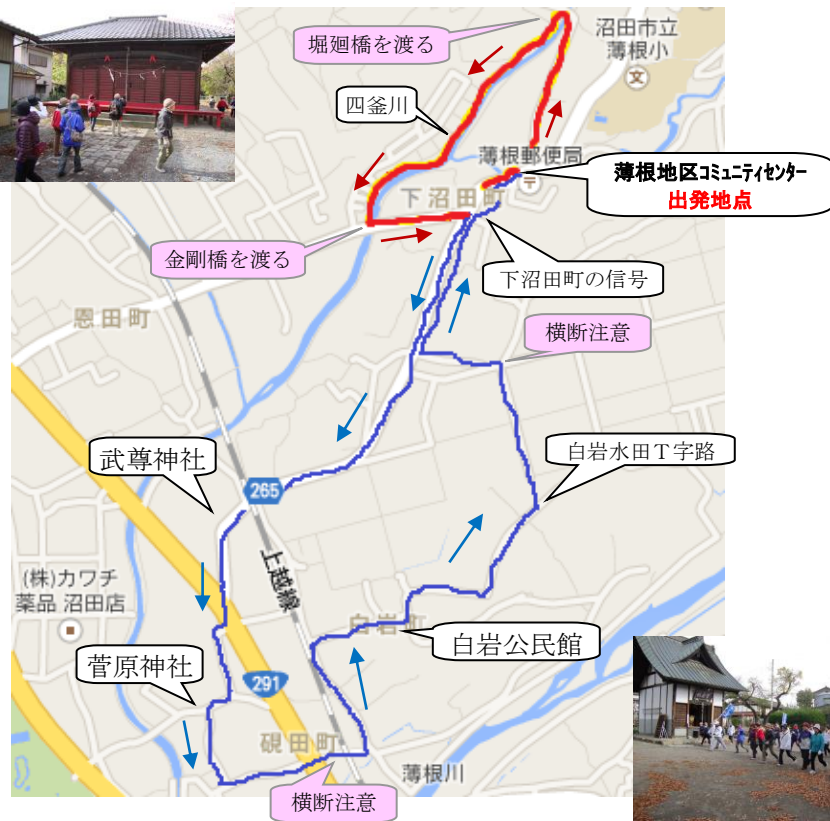 堀廻橋を渡る
沼田市立
薄根小
文
四釜川
薄根郵便局
薄根地区コミュニティセンター
出発地点
下沼田町
金剛橋を渡る
下沼田町の信号
恩田町
横断注意
武尊神社
白岩水田T字路
265
上越線
(株)カワチ
薬品 沼田店
白岩町
白岩公民館
菅原神社
291
硯田町
薄根川
横断注意